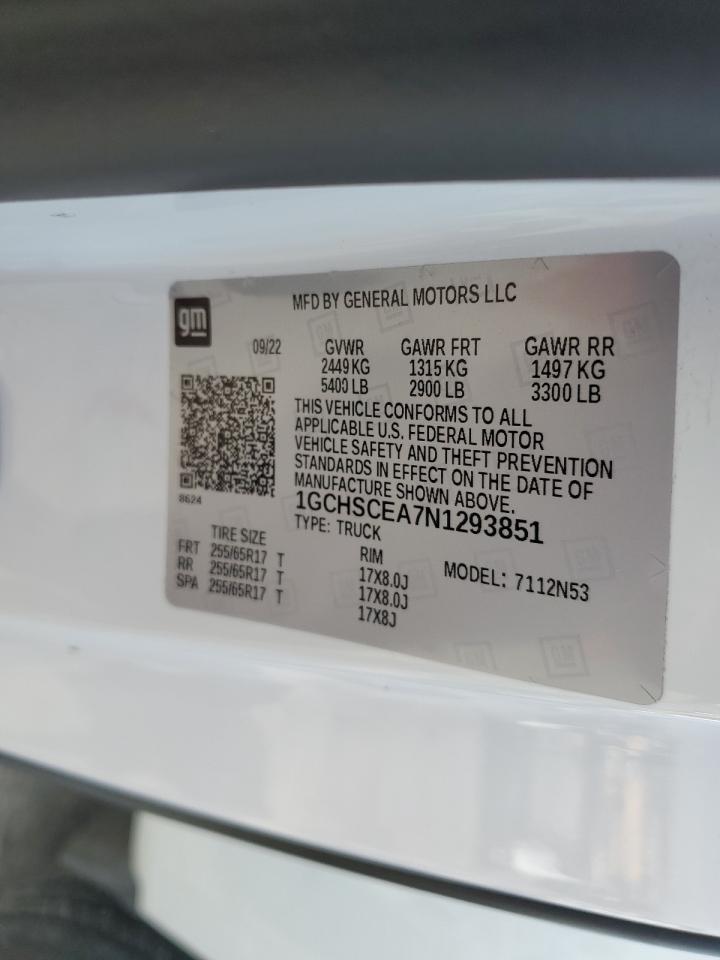 gm
MFD BY GENERAL MOTORS LLC
09/22 GVWR GAWR FRT GAWR RR
2449 KG 1315 KG 1497 KG
5400 LB 2900 LB 3300 LB
THIS VEHICLE CONFORMS TO ALL
APPLICABLE U.S. FEDERAL MOTOR
VEHICLE SAFETY AND THEFT PREVENTION
STANDARDS IN EFFECT ON THE DATE OF
MANUFACTURE SHOWN ABOVE.
8624
1GCHSCEA7N1293851
TYPE: TRUCK
TIRE SIZE RIM MODEL: 7112N53
FRT 255/65R17 T 17X8.0J
RR 255/65R17 T 17X8.0J
SPA 255/65R17 T 17X8J